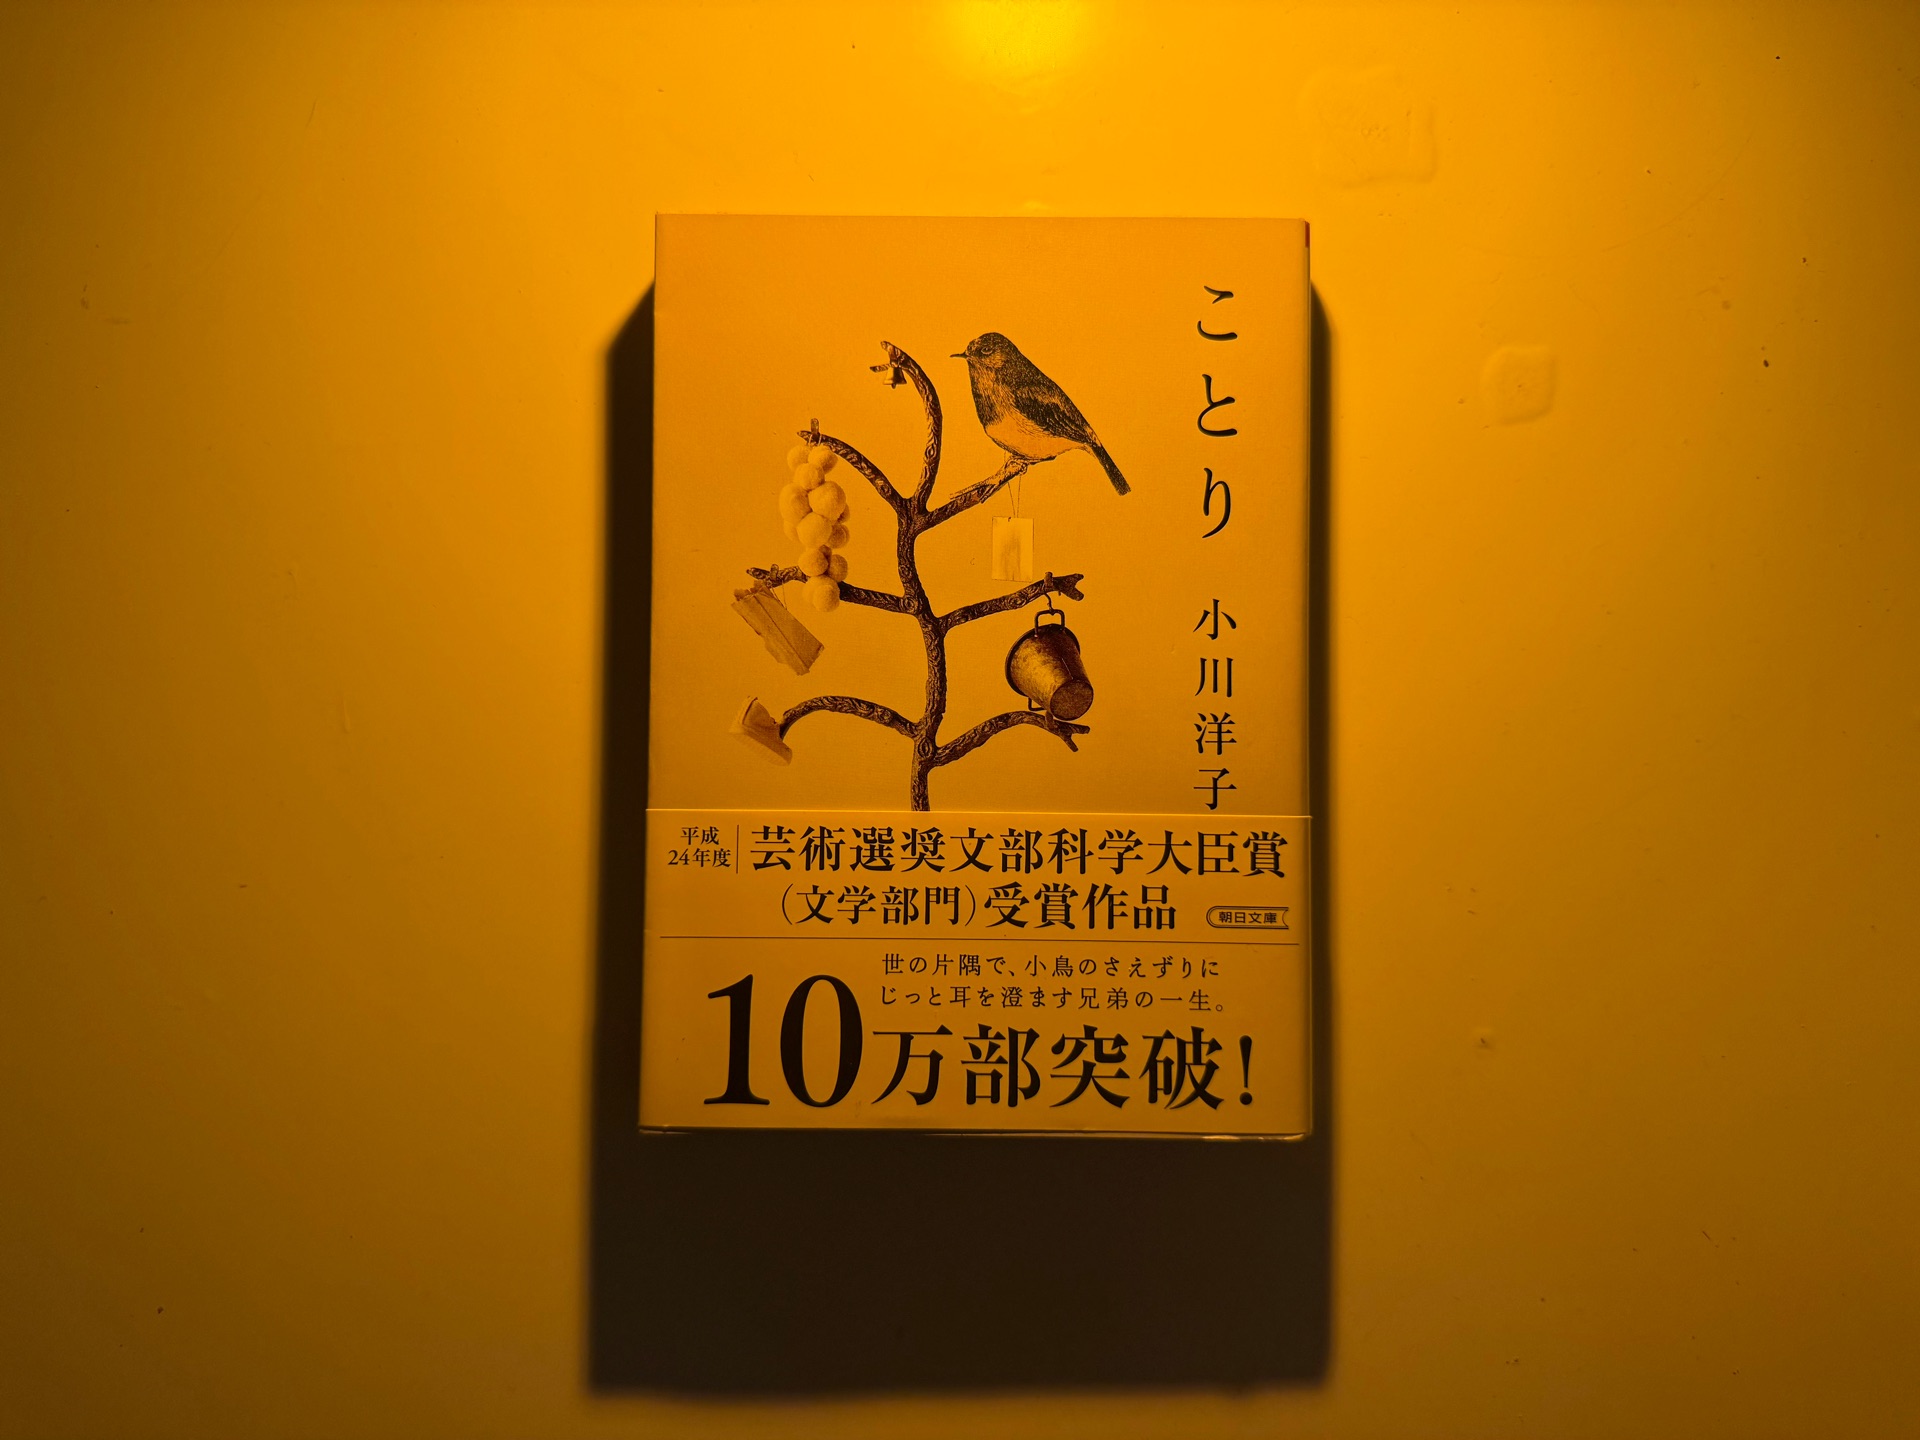 ことり
小川洋子
平成
24年度
芸術選奨文部科学大臣賞
（文学部門）受賞作品
朝日文庫
世の片隅で、小鳥のさえずりに
じっと耳を澄ます兄弟の一生。
10万部突破！